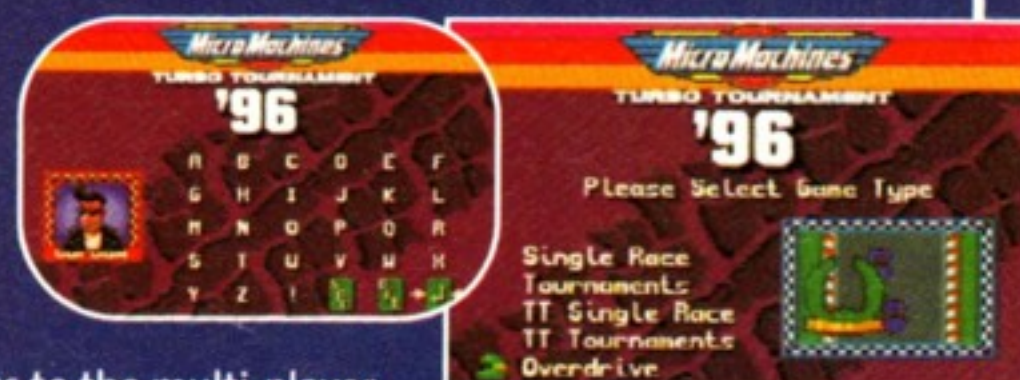 Micro Machines
TURBO TOURNAMENT
'96
A B C D E F
G H I J K L
M N O P Q R
S T U V W X
Y Z !
Micro Machines
TURBO TOURNAMENT
'96
Please Select Game Type
Single Race
Tournaments
TT Single Race
TT Tournaments
Overdrive
to the multi-player